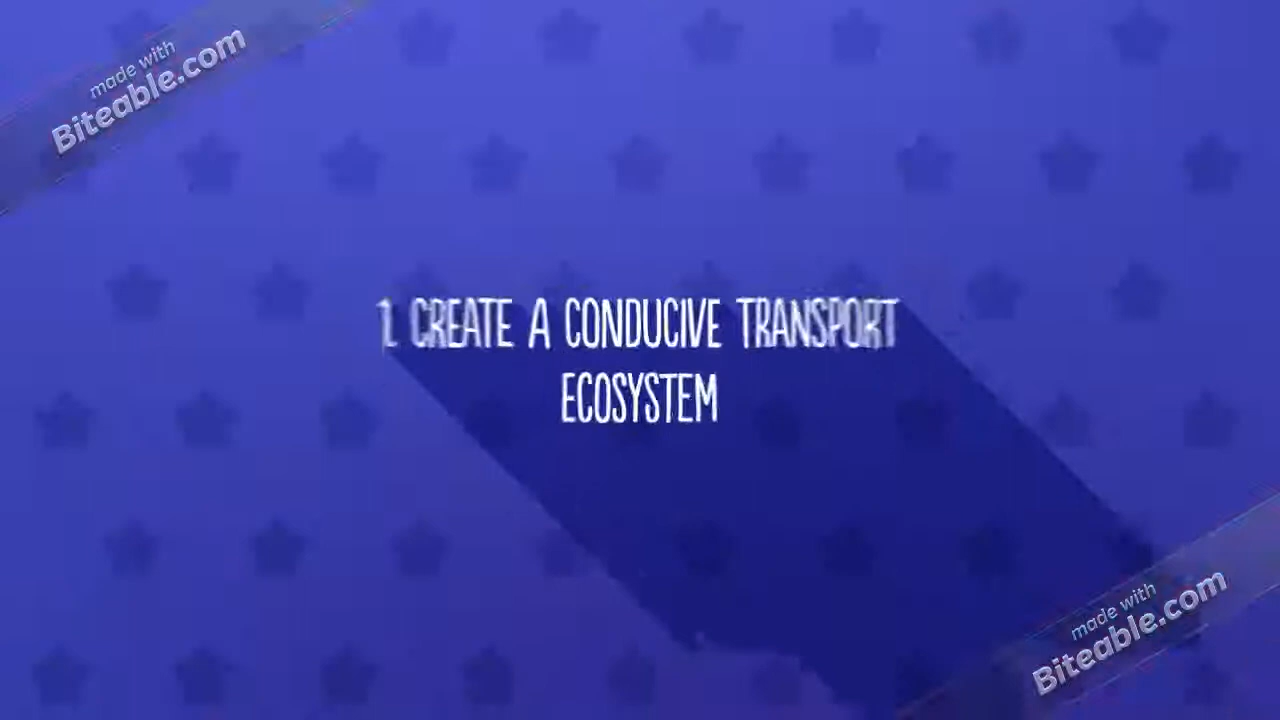 made with
Biteable.com
1. CREATE A CONDUCIVE TRANSPORT
ECOSYSTEM
made with
Biteable.com